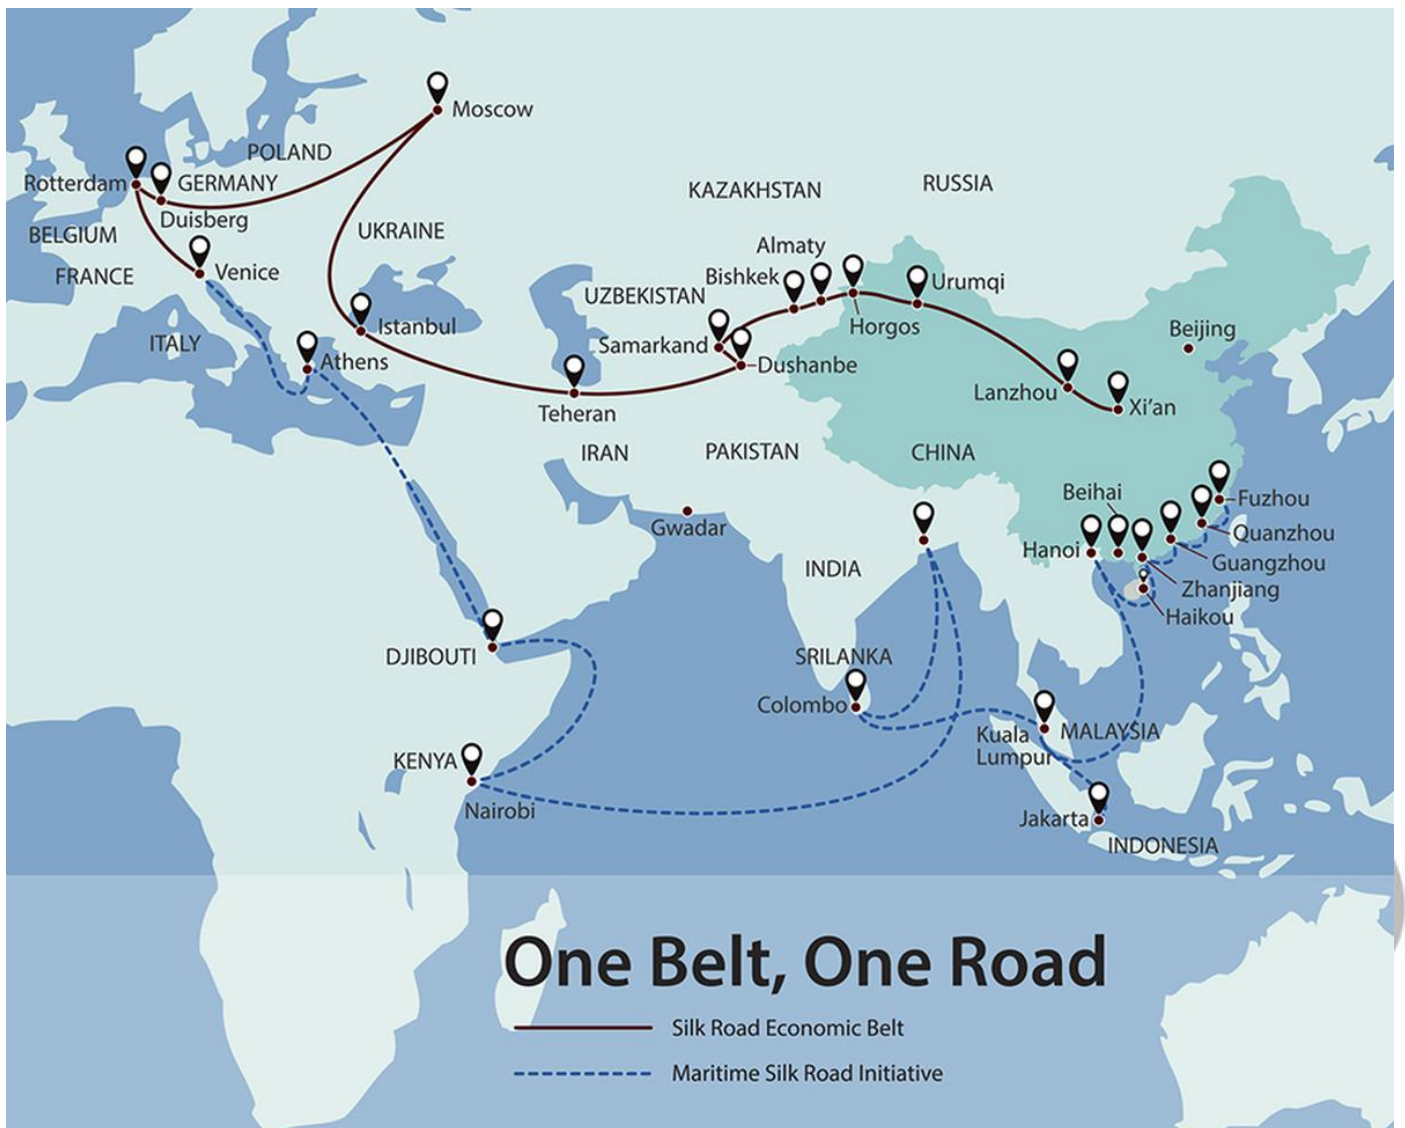 Moscow
POLAND
Rotterdam
GERMANY
Duisberg
KAZAKHSTAN
RUSSIA
BELGIUM
UKRAINE
FRANCE
Venice
Almaty
Bishkek
Urumqi
UZBEKISTAN
Istanbul
Horgos
Beijing
ITALY
Samarkand
Athens
Dushanbe
Teheran
Lanzhou
Xi'an
IRAN
PAKISTAN
CHINA
Beihai
Fuzhou
Gwadar
Quanzhou
Hanoi
Guangzhou
INDIA
Zhanjiang
Haikou
DJIBOUTI
SRILANKA
Colombo
Kuala
Lumpur
MALAYSIA
KENYA
Nairobi
Jakarta
INDONESIA
One Belt, One Road
Silk Road Economic Belt
Maritime Silk Road Initiative